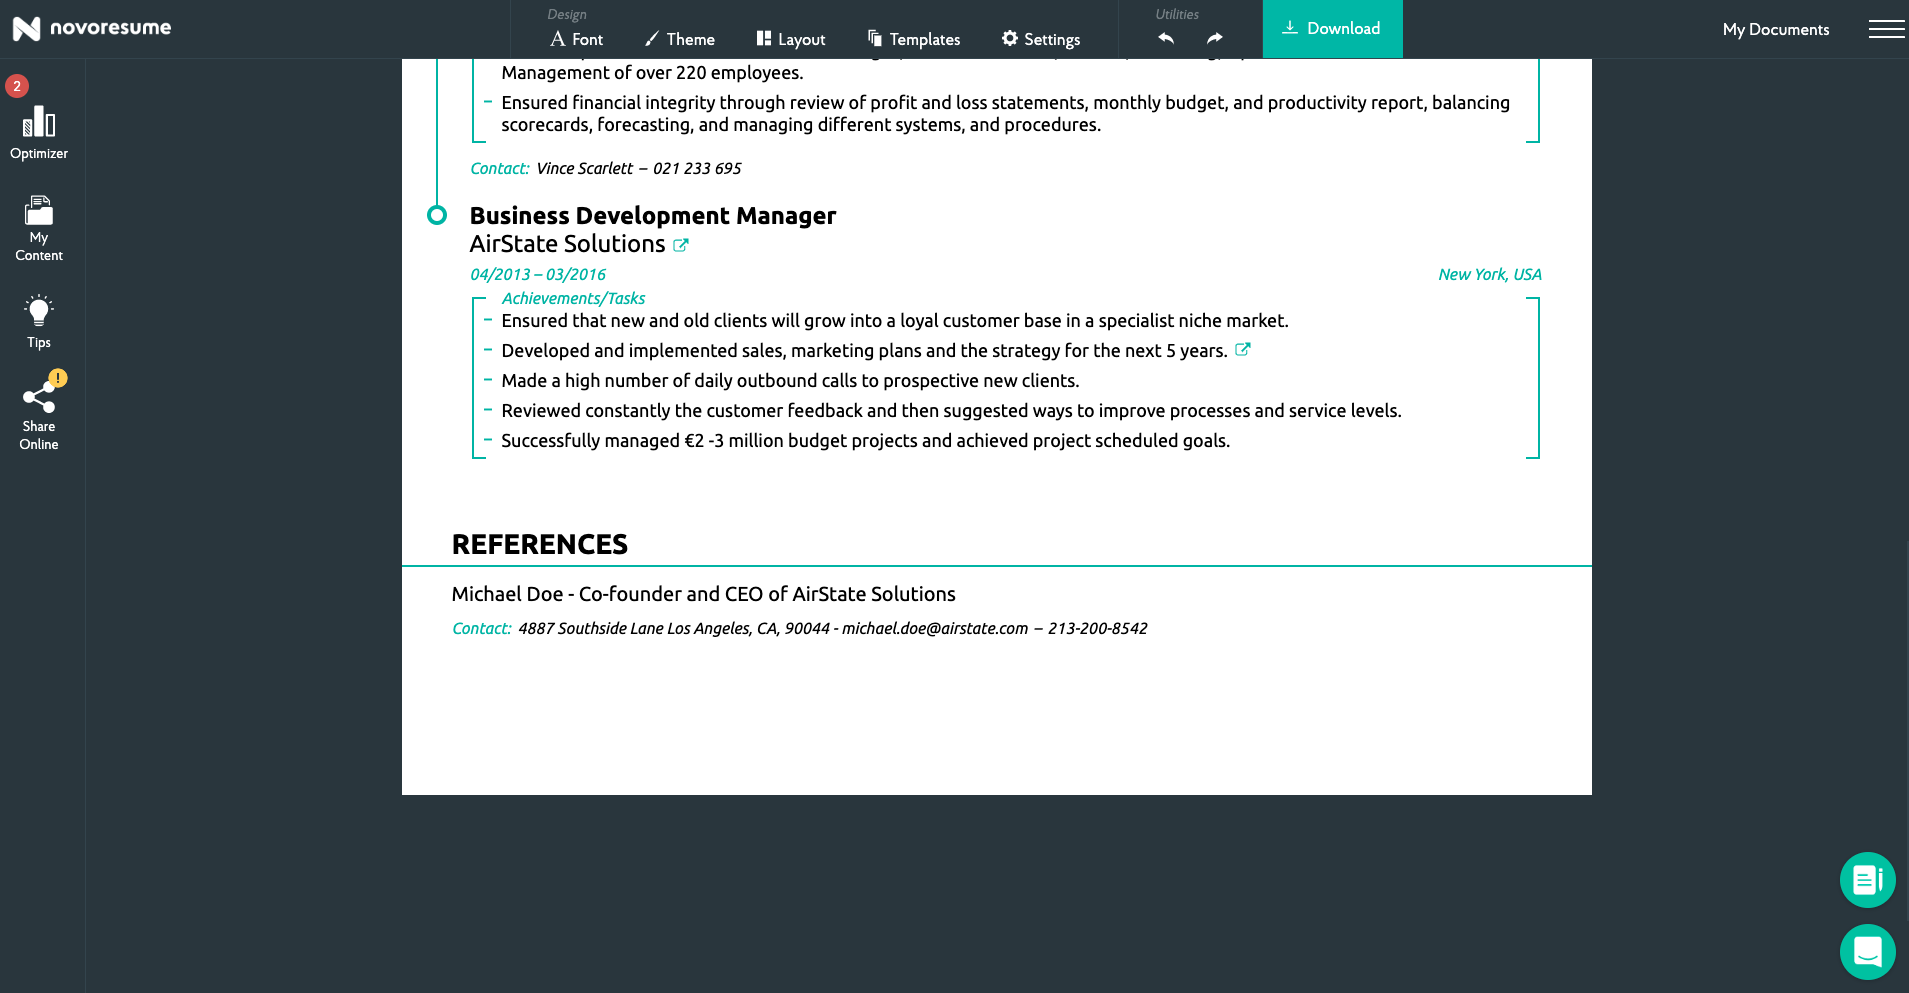 novoresume
Design
Font
Theme
Layout
Templates
Settings
Utilities
Download
My Documents
2
Optimizer
My
Content
Tips
!
Share
Online
Management of over 220 employees.
Ensured financial integrity through review of profit and loss statements, monthly budget, and productivity report, balancing
scorecards, forecasting, and managing different systems, and procedures.
Contact: Vince Scarlett – 021 233 695
Business Development Manager
AirState Solutions
04/2013 – 03/2016
New York, USA
Achievements/Tasks
– Ensured that new and old clients will grow into a loyal customer base in a specialist niche market.
– Developed and implemented sales, marketing plans and the strategy for the next 5 years.
– Made a high number of daily outbound calls to prospective new clients.
– Reviewed constantly the customer feedback and then suggested ways to improve processes and service levels.
– Successfully managed €2 -3 million budget projects and achieved project scheduled goals.
REFERENCES
Michael Doe - Co-founder and CEO of AirState Solutions
Contact: 4887 Southside Lane Los Angeles, CA, 90044 - michael.doe@airstate.com – 213-200-8542